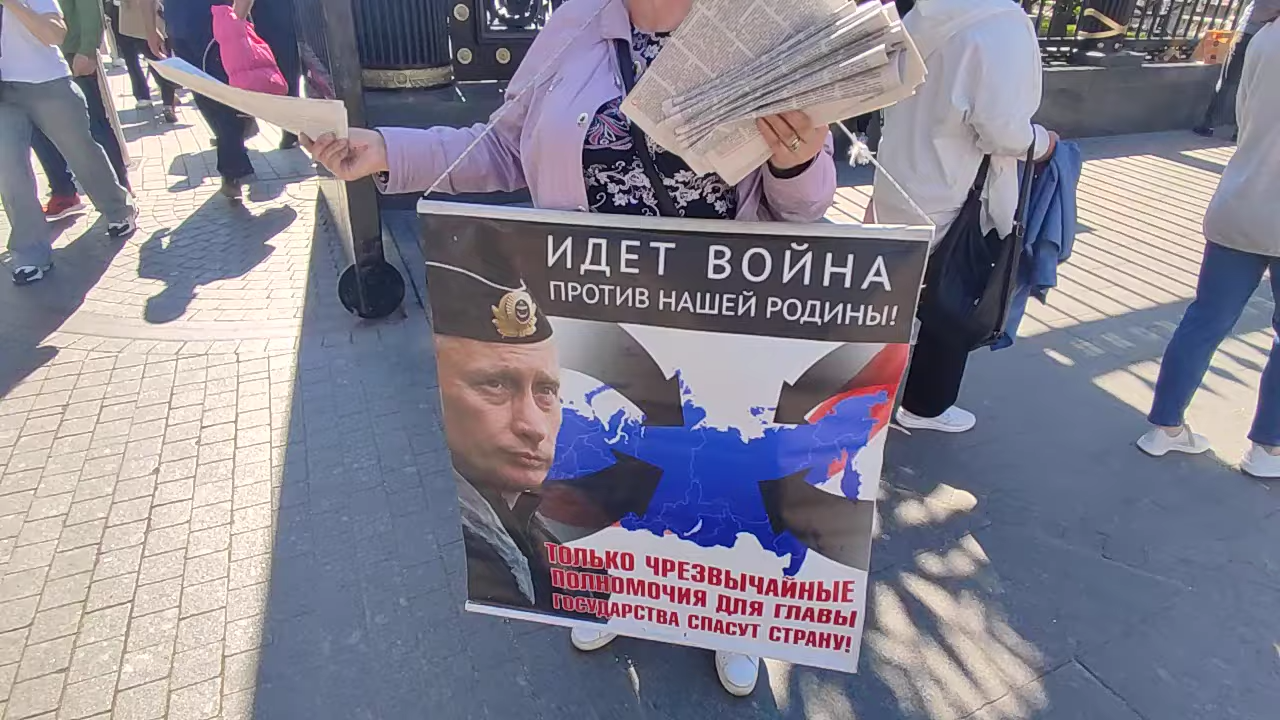 ИДЕТ ВОЙНА
ПРОТИВ НАШЕЙ РОДИНЫ!
ТОЛЬКО ЧРЕЗВЫЧАЙНЫЕ
ПОЛНОМОЧИЯ ДЛЯ ГЛАВЫ
ГОСУДАРСТВА СПАСУТ СТРАНУ!